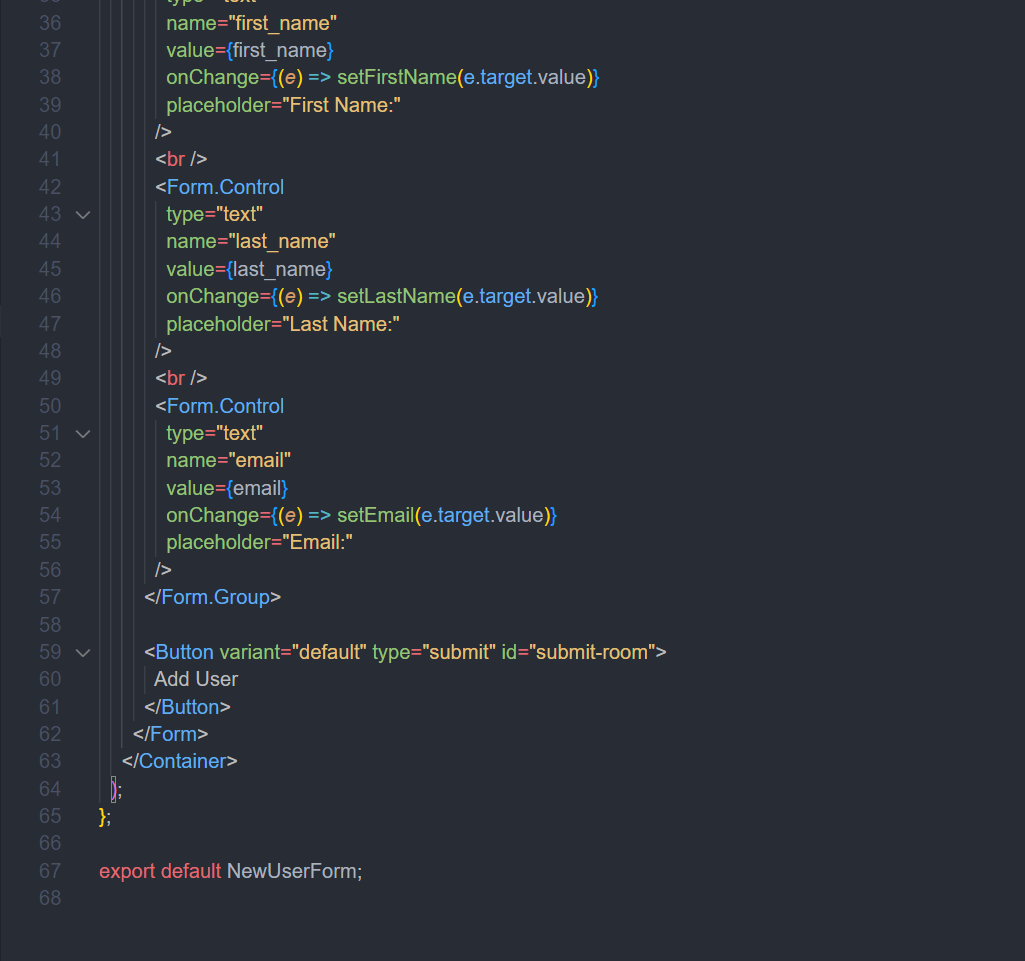 36 name="first_name"
37 value={first_name}
38 onChange={(e) => setFirstName(e.target.value)}
39 placeholder="First Name:"
40 />
41 <br />
42 <Form.Control
43 type="text"
44 name="last_name"
45 value={last_name}
46 onChange={(e) => setLastName(e.target.value)}
47 placeholder="Last Name:"
48 />
49 <br />
50 <Form.Control
51 type="text"
52 name="email"
53 value={email}
54 onChange={(e) => setEmail(e.target.value)}
55 placeholder="Email:"
56 />
57 </Form.Group>
58
59 <Button variant="default" type="submit" id="submit-room">
60 Add User
61 </Button>
62 </Form>
63 </Container>
64 );
65 };
66
67 export default NewUserForm;
68